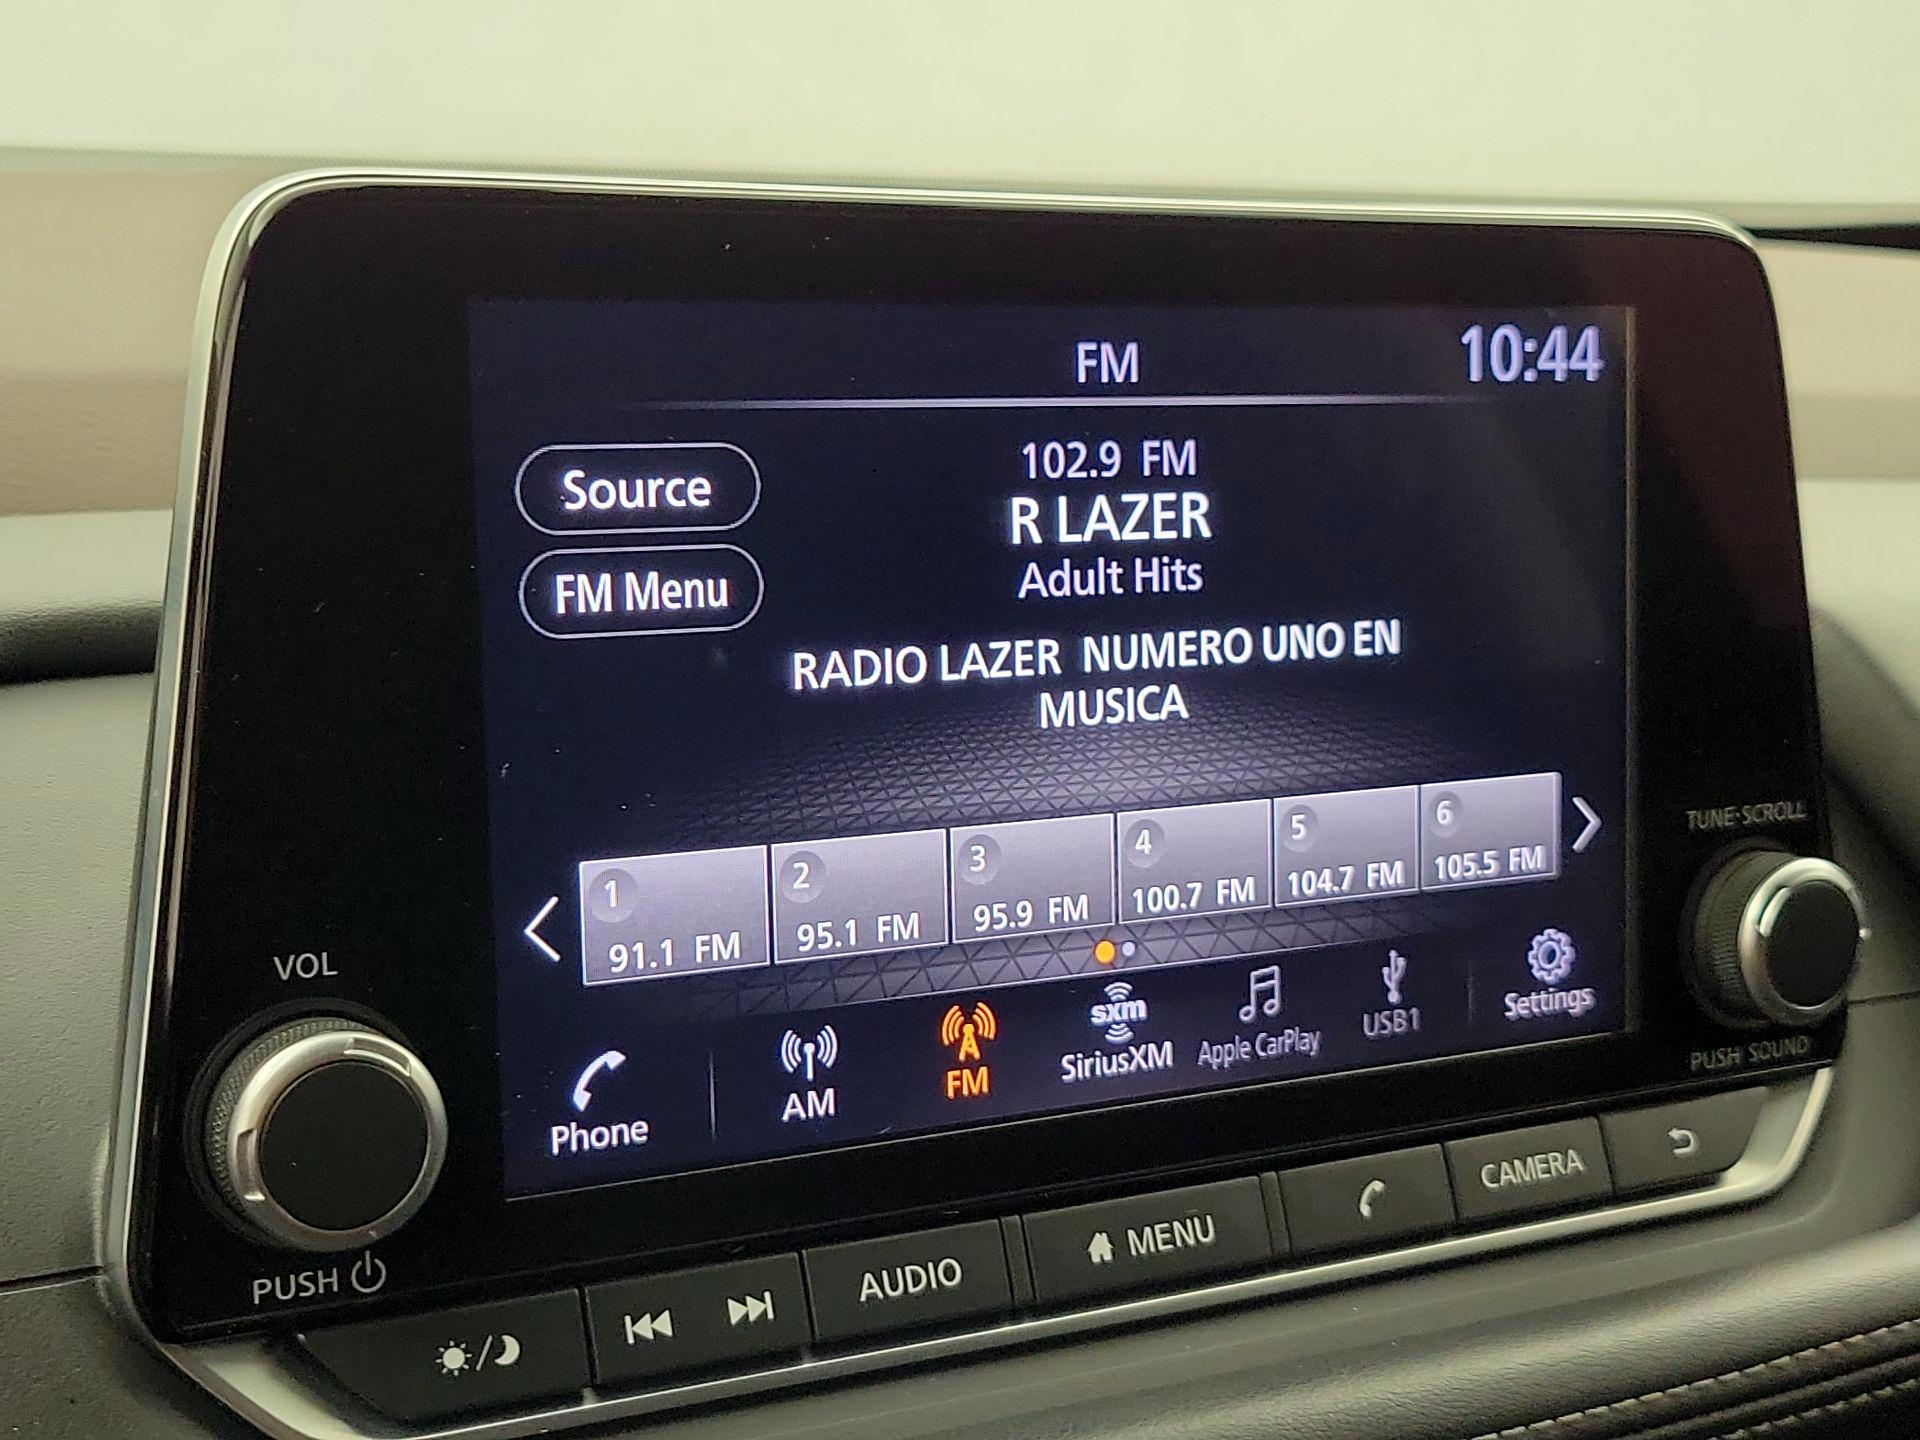 FM
10:44
Source
102.9 FM
R LAZER
FM Menu
Adult Hits
RADIO LAZER NUMERO UNO EN
MUSICA
1
91.1 FM
2
95.1 FM
3
95.9 FM
4
100.7 FM
5
104.7 FM
6
105.5 FM
Phone
AM
FM
sxm
SiriusXM
Apple CarPlay
USB1
Settings
VOL
PUSH
TUNE·SCROLL
PUSH SOUND
AUDIO
MENU
CAMERA